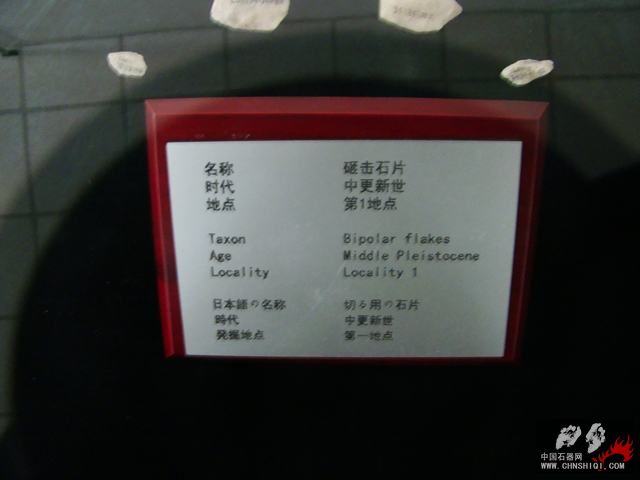 名称 砸击石片
时代 中更新世
地点 第1地点
Taxon Bipolar flakes
Age Middle Pleistocene
Locality Locality 1
日本語の名称 切る用の石片
時代 中更新世
発掘地点 第一地点
中国石器网
WWW.CHNSHIQI.COM